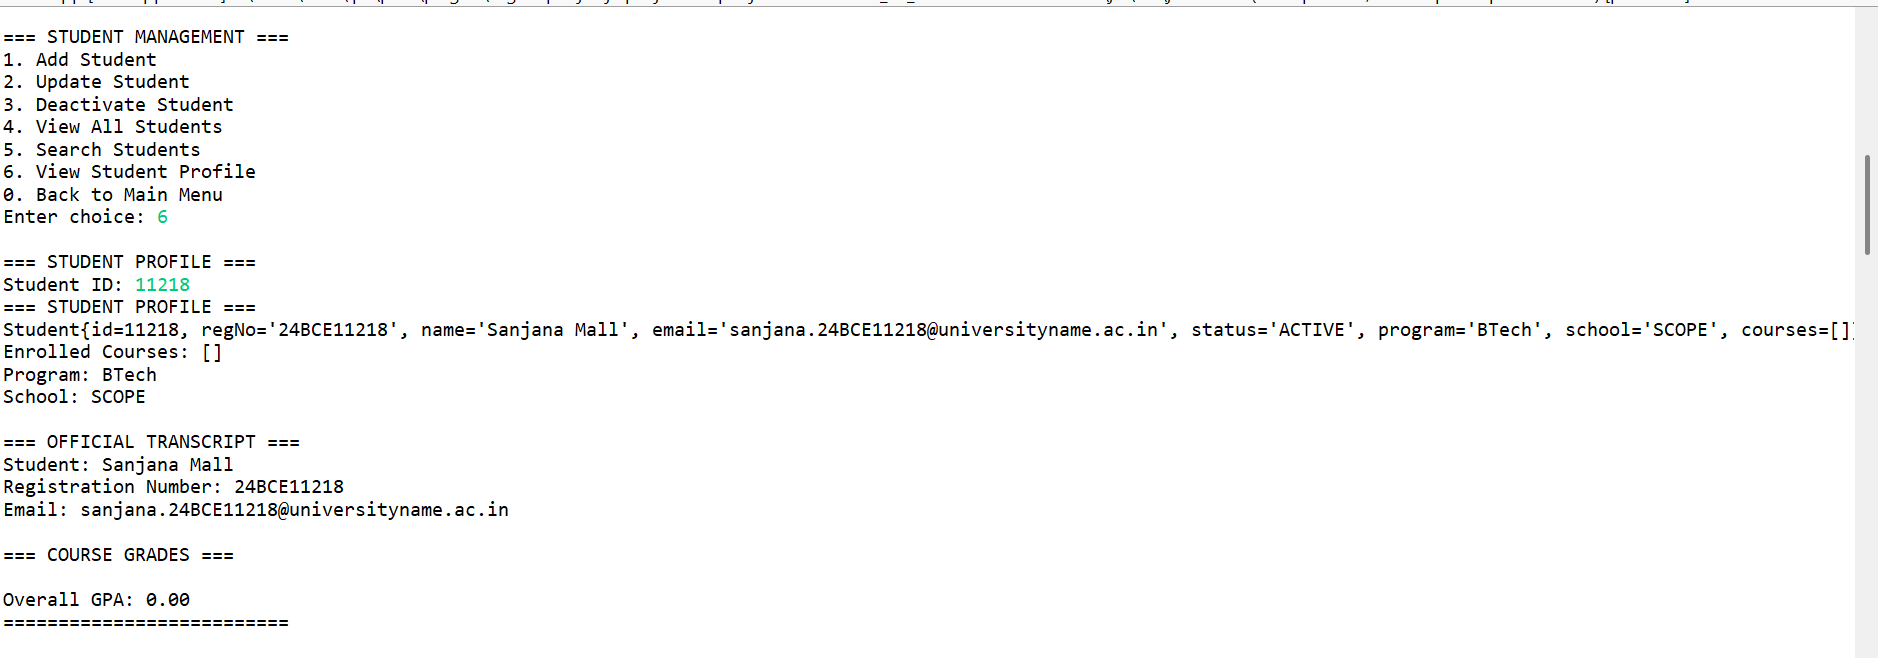 === STUDENT MANAGEMENT ===
1. Add Student
2. Update Student
3. Deactivate Student
4. View All Students
5. Search Students
6. View Student Profile
0. Back to Main Menu
Enter choice: 6
=== STUDENT PROFILE ===
Student ID: 11218
=== STUDENT PROFILE ===
Student{id=11218, regNo='24BCE11218', name='Sanjana Mall', email='sanjana.24BCE11218@universityname.ac.in', status='ACTIVE', program='BTech', school='SCOPE', courses=[]
Enrolled Courses: []
Program: BTech
School: SCOPE
=== OFFICIAL TRANSCRIPT ===
Student: Sanjana Mall
Registration Number: 24BCE11218
Email: sanjana.24BCE11218@universityname.ac.in
=== COURSE GRADES ===
Overall GPA: 0.00
==========================